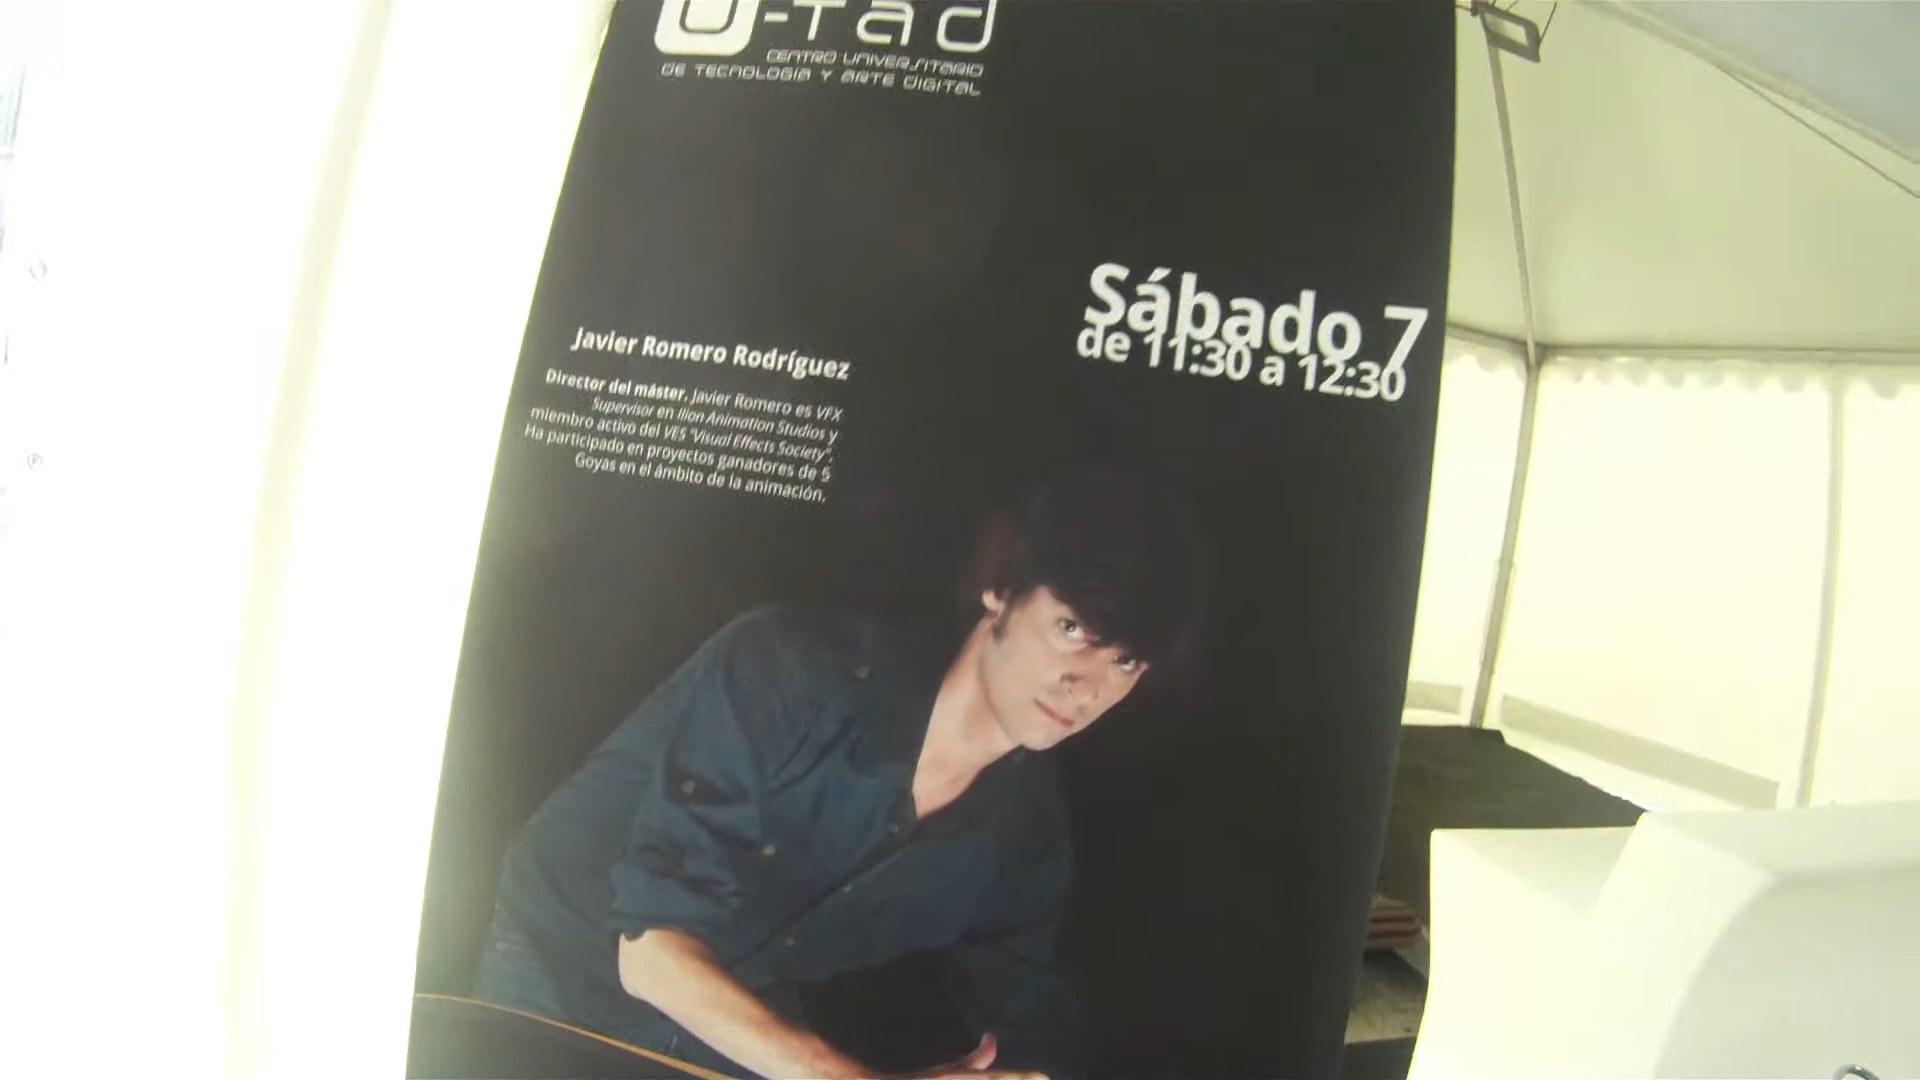 U-tad
CENTRO UNIVERSITARIO
DE TECNOLOGIA Y ARTE DIGITAL
Sábado 7
de 11:30 a 12:30
Javier Romero Rodríguez
Director del máster. Javier Romero es VFX
Supervisor en Ilion Animation Studios y
miembro activo del VES "Visual Effects Society".
Ha participado en proyectos ganadores de 5
Goyas en el ámbito de la animación.